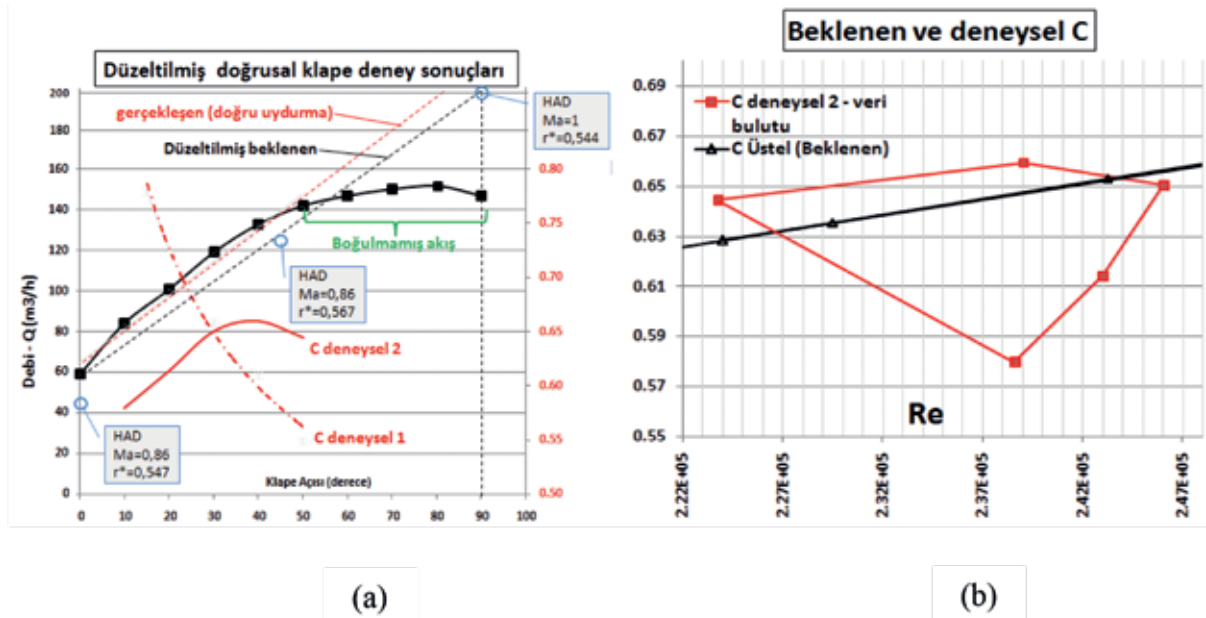 Düzeltilmiş doğrusal klape deney sonuçları
200
180
160
140
120
100
80
60
40
20
0
Debi - Q (m3/h)
gerçekleşen (doğru uydurma)
Düzeltilmiş beklenen
HAD
Ma=1
r*=0,544
0.80
0.75
0.70
0.65
0.60
0.55
0.50
Boğulmamış akış
HAD
Ma=0,86
r*=0,567
C deneysel 2
C deneysel 1
HAD
Ma=0,86
r*=0,547
Klape Açısı (derece)
0 10 20 30 40 50 60 70 80 90 100
(a)
Beklenen ve deneysel C
0.69
0.67
0.65
0.63
0.61
0.59
0.57
0.55
C deneysel 2 - veri
bulutu
C Üstel (Beklenen)
Re
2.22E+05
2.27E+05
2.32E+05
2.37E+05
2.42E+05
2.47E+05
(b)